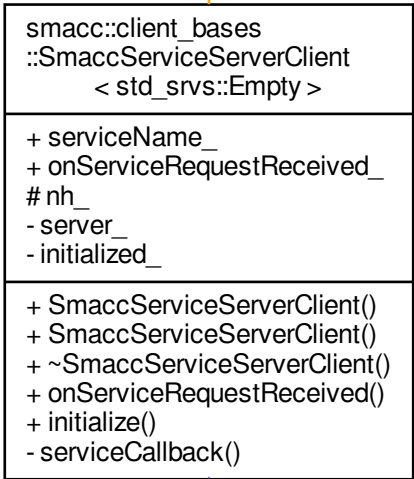 smacc::client_bases
::SmaccServiceServerClient
< std_srvs::Empty >
+ serviceName_
+ onServiceRequestReceived_
# nh_
- server_
- initialized_
+ SmaccServiceServerClient()
+ SmaccServiceServerClient()
+ ~SmaccServiceServerClient()
+ onServiceRequestReceived()
+ initialize()
- serviceCallback()